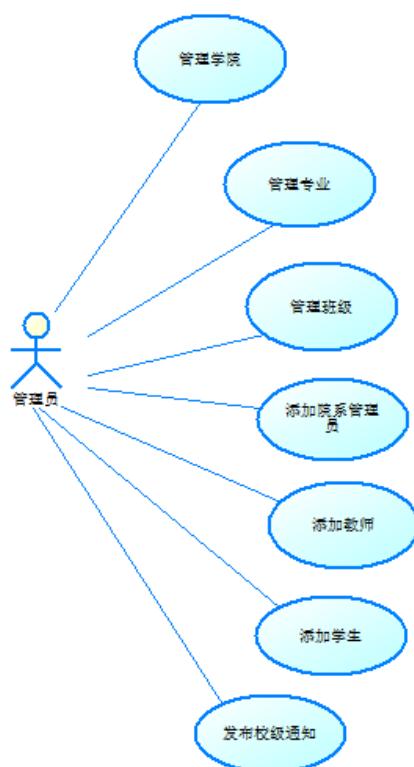 管理学院
管理专业
管理班级
管理员
添加院系管理
员
添加教师
添加学生
发布校级通知